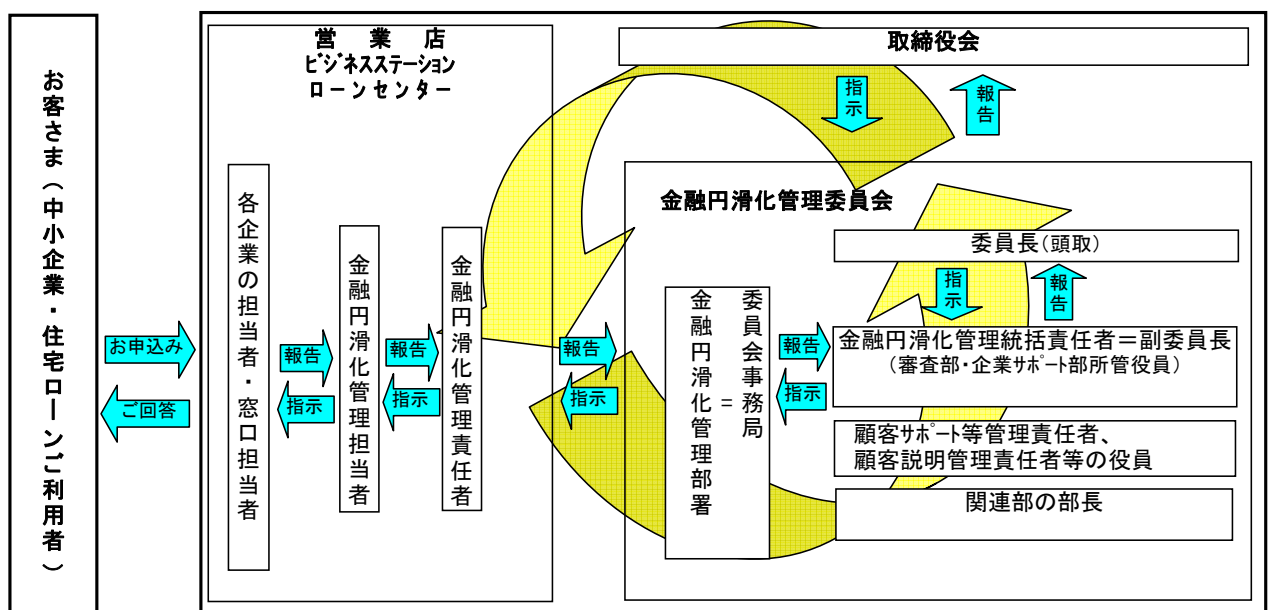 お客さま（中小企業・住宅ローンご利用者）
お申込み
ご回答
営業店
ビジネスステーション
ローンセンター
各企業の担当者・窓口担当者
報告
指示
金融円滑化管理担当者
報告
指示
金融円滑化管理責任者
報告
指示
取締役会
指示
報告
金融円滑化管理委員会
委員会事務局
＝
金融円滑化管理部署
報告
指示
委員長（頭取）
指示
報告
金融円滑化管理統括責任者＝副委員長
（審査部・企業サポート部所管役員）
顧客サポート等管理責任者、
顧客説明管理責任者等の役員
関連部の部長